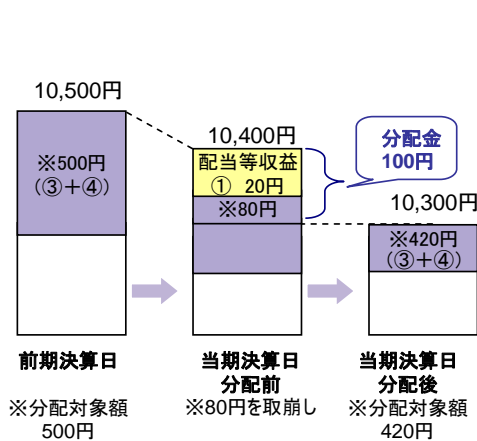 10,500円
※500円
（③＋④）
前期決算日
※分配対象額
500円
10,400円
配当等収益
① 20円
※80円
当期決算日
分配前
※80円を取崩し
分配金
100円
10,300円
※420円
（③＋④）
当期決算日
分配後
※分配対象額
420円